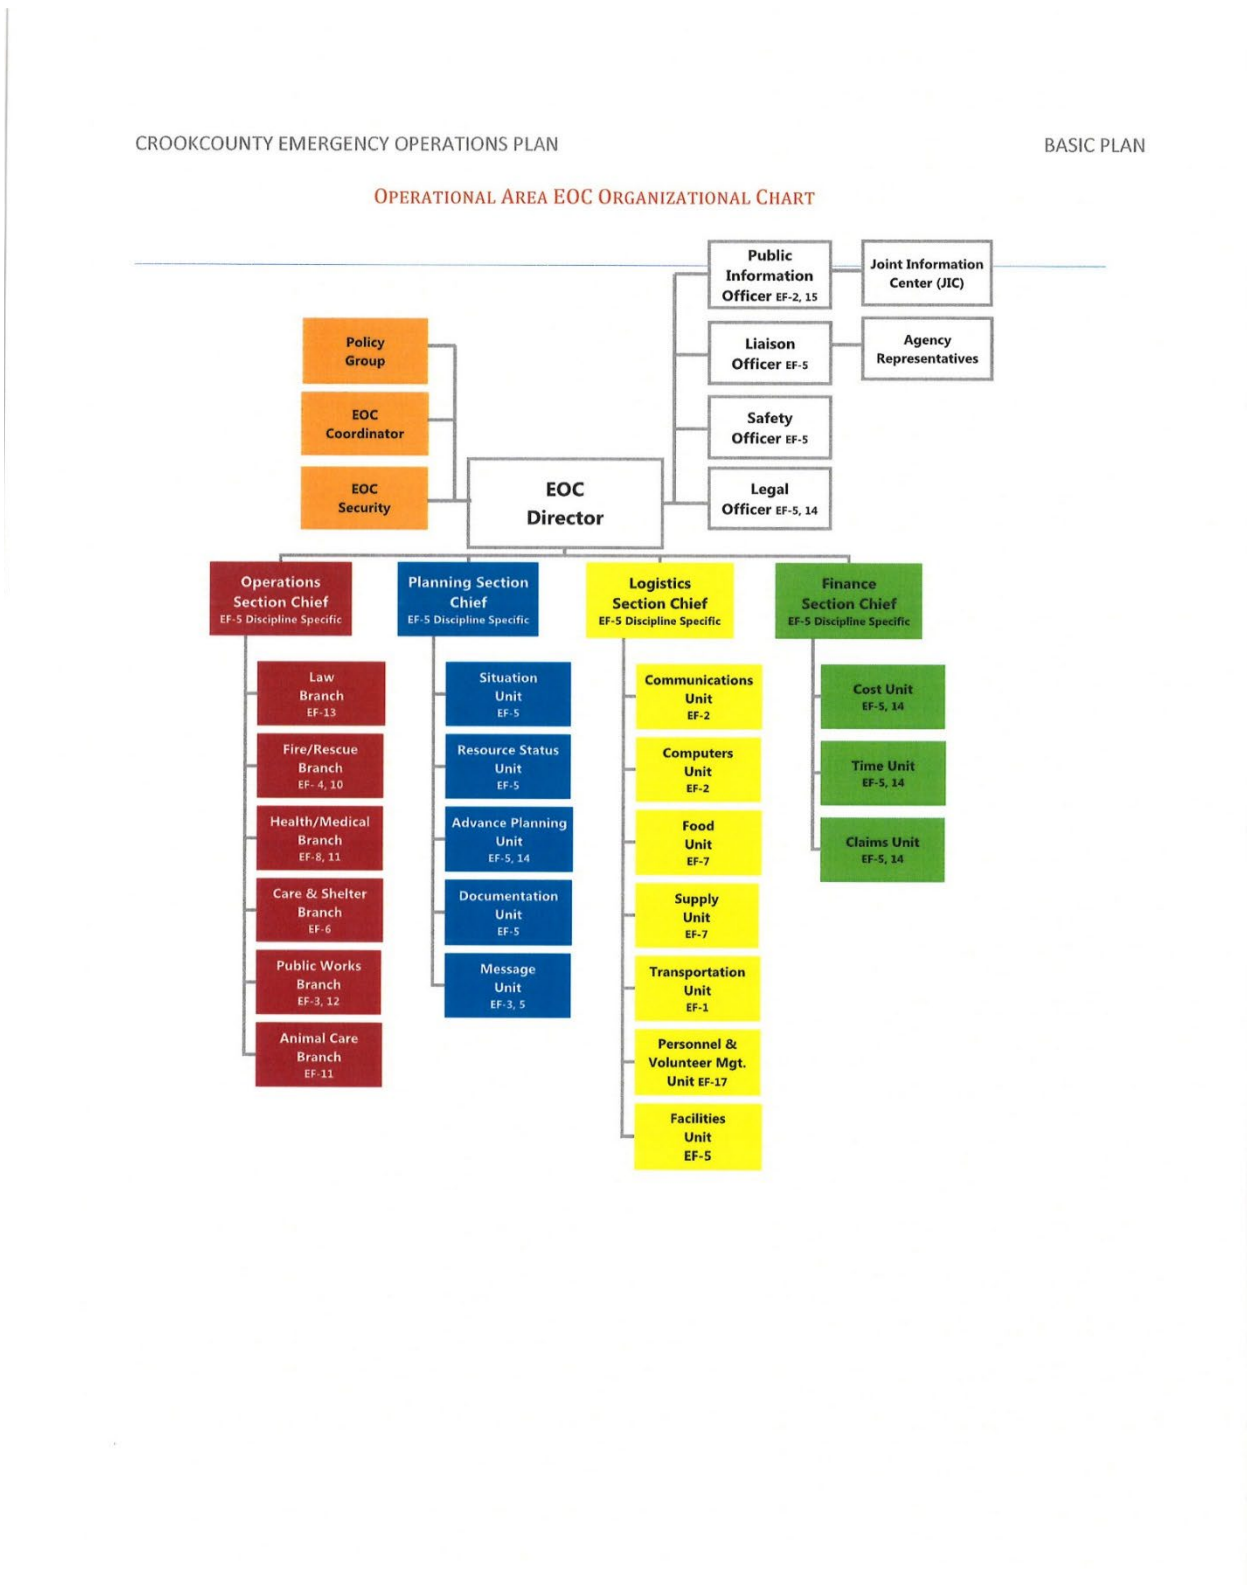 CROOKCOUNTY EMERGENCY OPERATIONS PLAN
BASIC PLAN
OPERATIONAL AREA EOC ORGANIZATIONAL CHART
Public
Information
Officer EF-2, 15
Joint Information
Center (JIC)
Policy
Group
Liaison
Officer EF-5
Agency
Representatives
EOC
Coordinator
Safety
Officer EF-5
EOC
Security
EOC
Director
Legal
Officer EF-5, 14
Operations
Section Chief
EF-5 Discipline Specific
Planning Section
Chief
EF-5 Discipline Specific
Logistics
Section Chief
EF-5 Discipline Specific
Finance
Section Chief
EF-5 Discipline Specific
Law
Branch
EF-13
Fire/Rescue
Branch
EF- 4, 10
Health/Medical
Branch
EF-8, 11
Care & Shelter
Branch
EF-6
Public Works
Branch
EF-3, 12
Animal Care
Branch
EF-11
Situation
Unit
EF-5
Resource Status
Unit
EF-5
Advance Planning
Unit
EF-5, 14
Documentation
Unit
EF-5
Message
Unit
EF-3, 5
Communications
Unit
EF-2
Computers
Unit
EF-2
Food
Unit
EF-7
Supply
Unit
EF-7
Transportation
Unit
EF-1
Personnel &
Volunteer Mgt.
Unit EF-17
Facilities
Unit
EF-5
Cost Unit
EF-5, 14
Time Unit
EF-5, 14
Claims Unit
EF-5, 14